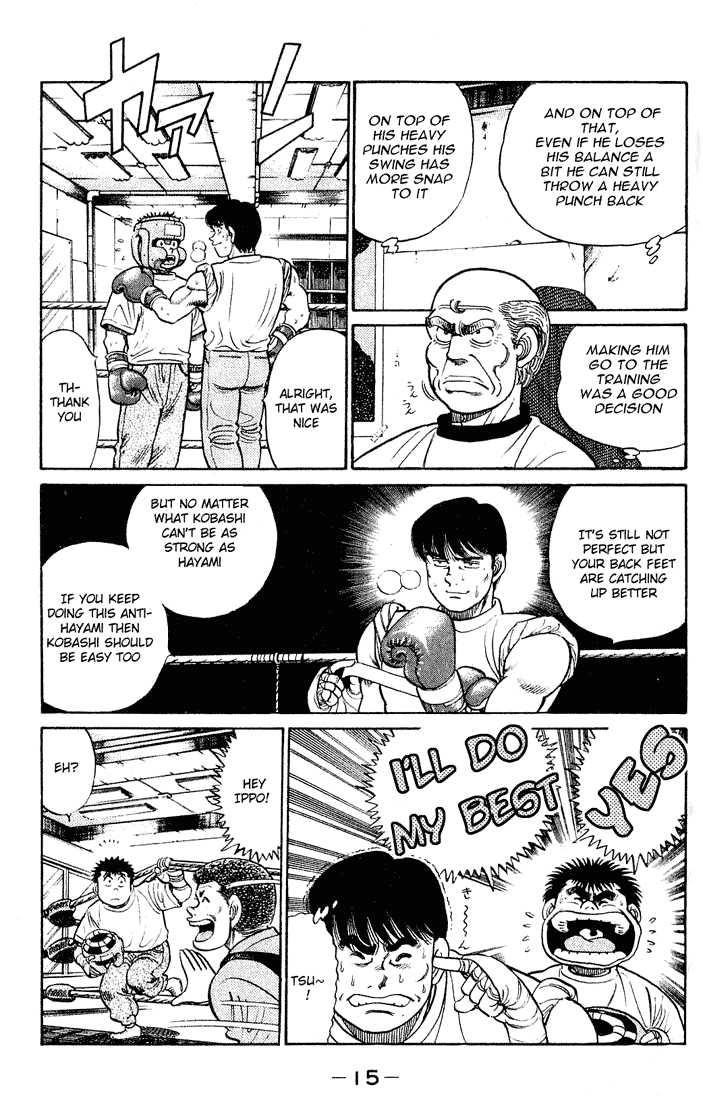 AND ON TOP OF
THAT,
EVEN IF HE LOSES
HIS BALANCE A
BIT HE CAN STILL
THROW A HEAVY
PUNCH BACK
ON TOP OF
HIS HEAVY
PUNCHES HIS
SWING HAS
MORE SNAP
TO IT
MAKING HIM
GO TO THE
TRAINING
WAS A GOOD
DECISION
カァーン
ALRIGHT,
THAT WAS
NICE
TH-
THANK
YOU
IT'S STILL NOT
PERFECT BUT
YOUR BACK FEET
ARE CATCHING
UP BETTER
BUT NO MATTER
WHAT KOBASHI
CAN'T BE AS
STRONG AS
HAYAMI
IF YOU KEEP
DOING THIS ANTI-
HAYAMI THEN
KOBASHI SHOULD
BE EASY TOO
YES
I'LL DO
MY BEST
TSU~
!
HEY
IPPO!
EH?
-15-